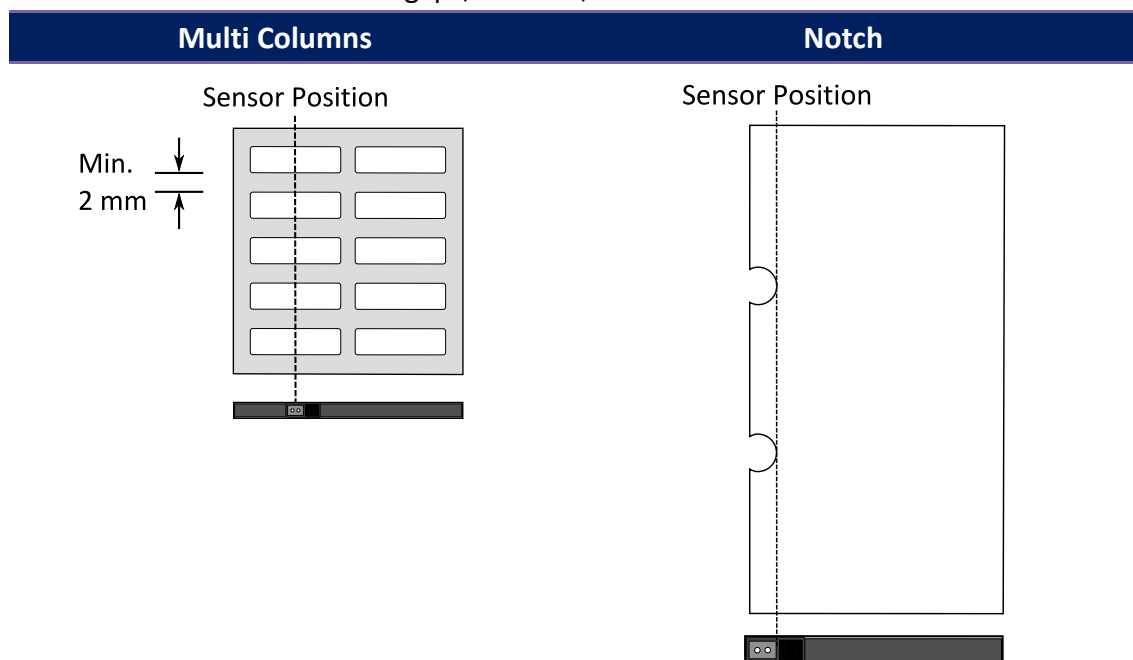 Multi Columns Notch
Sensor Position
Min.
2 mm
Sensor Position